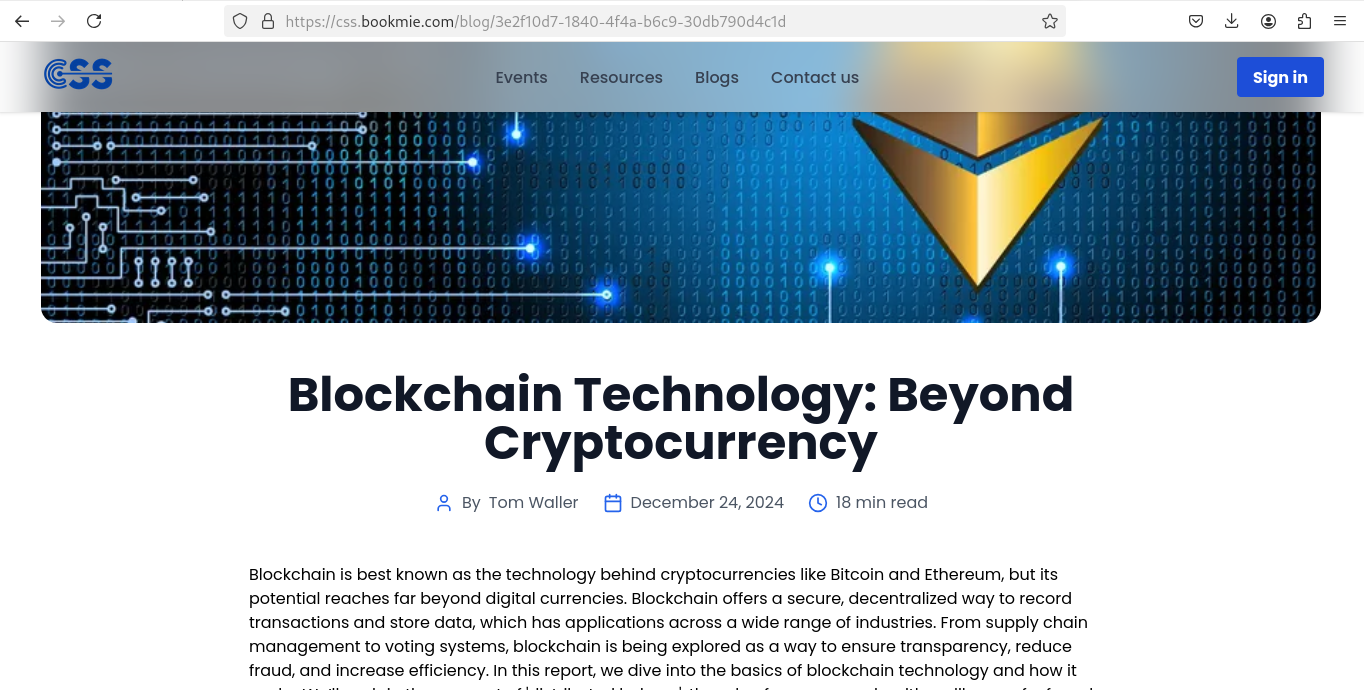 https://css.bookmie.com/blog/3e2f10d7-1840-4f4a-b6c9-30db790d4c1d
CSS
Events Resources Blogs Contact us
Sign in
Blockchain Technology: Beyond
Cryptocurrency
By Tom Waller December 24, 2024 18 min read
Blockchain is best known as the technology behind cryptocurrencies like Bitcoin and Ethereum, but its
potential reaches far beyond digital currencies. Blockchain offers a secure, decentralized way to record
transactions and store data, which has applications across a wide range of industries. From supply chain
management to voting systems, blockchain is being explored as a way to ensure transparency, reduce
fraud, and increase efficiency. In this report, we dive into the basics of blockchain technology and how it